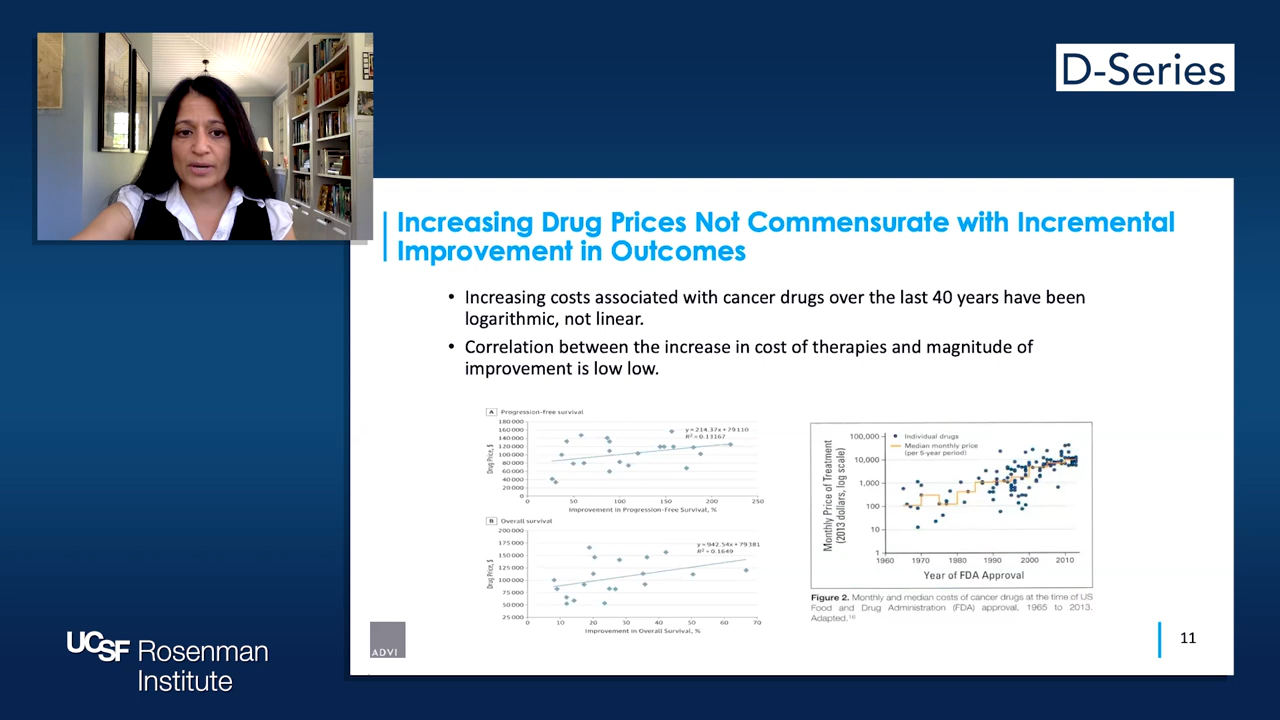 D-Series
Increasing Drug Prices Not Commensurate with Incremental
Improvement in Outcomes
• Increasing costs associated with cancer drugs over the last 40 years have been
logarithmic, not linear.
• Correlation between the increase in cost of therapies and magnitude of
improvement is low low.
A Progression-free survival
180 000
160 000
140 000
120 000
100 000
80 000
60 000
40 000
20 000
0
Drug Price, $
y=214.37x+79110
R²=0.13167
0 50 100 150 200 250
Improvement in Progression-Free Survival, %
B Overall survival
200 000
175 000
150 000
125 000
100 000
75 000
50 000
25 000
Drug Price, $
y=942.54x+79381
R²=0.1649
0 10 20 30 40 50 60 70
Improvement in Overall Survival, %
Monthly Price of Treatment
(2013 dollars, log scale)
100,000
10,000
1,000
100
10
1
Individual drugs
Median monthly price
(per 5-year period)
1960 1970 1980 1990 2000 2010
Year of FDA Approval
Figure 2. Monthly and median costs of cancer drugs at the time of US
Food and Drug Administration (FDA) approval, 1965 to 2013.
Adapted.¹⁶
ADVI
11
UCSF Rosenman
Institute